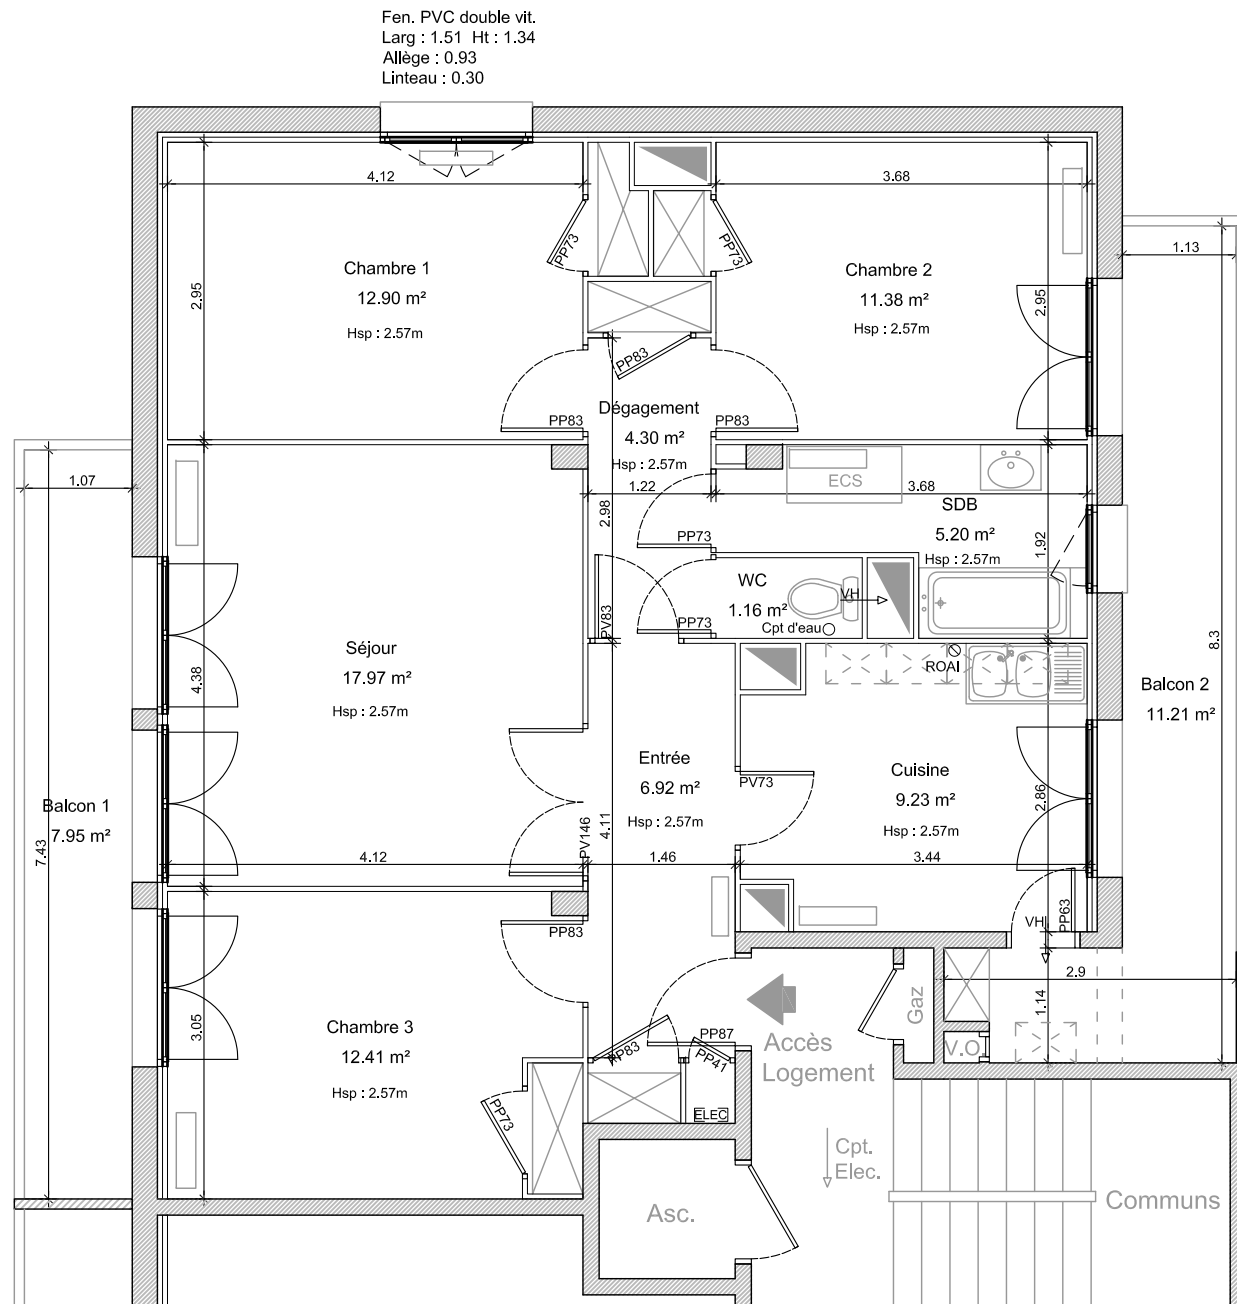 Fen. PVC double vit.
Larg : 1.51 Ht : 1.34
Allège : 0.93
Linteau : 0.30
4.12
3.68
1.13
2.95
PP73
PP73
2.95
Chambre 1
12.90 m²
Hsp : 2.57m
Chambre 2
11.38 m²
Hsp : 2.57m
PP83
PP83
Dégagement
4.30 m²
Hsp : 2.57m
PP83
1.07
1.22
ECS
3.68
2.98
SDB
5.20 m²
Hsp : 2.57m
1.92
PP73
WC
1.16 m²
VH
Cpt d'eau
PP73
PV83
Séjour
17.97 m²
Hsp : 2.57m
4.38
ROAI
8.3
Balcon 2
11.21 m²
Entrée
6.92 m²
Hsp : 2.57m
PV73
Cuisine
9.23 m²
Hsp : 2.57m
2.86
Balcon 1
7.95 m²
7.43
4.11
PV146
4.12
1.46
3.44
PP83
VH
PP63
2.9
1.14
Gaz
V.O.
Chambre 3
12.41 m²
Hsp : 2.57m
3.05
PP87
PP83
PP41
Accès
Logement
PP73
ELEC
Cpt.
Elec.
Asc.
Communs